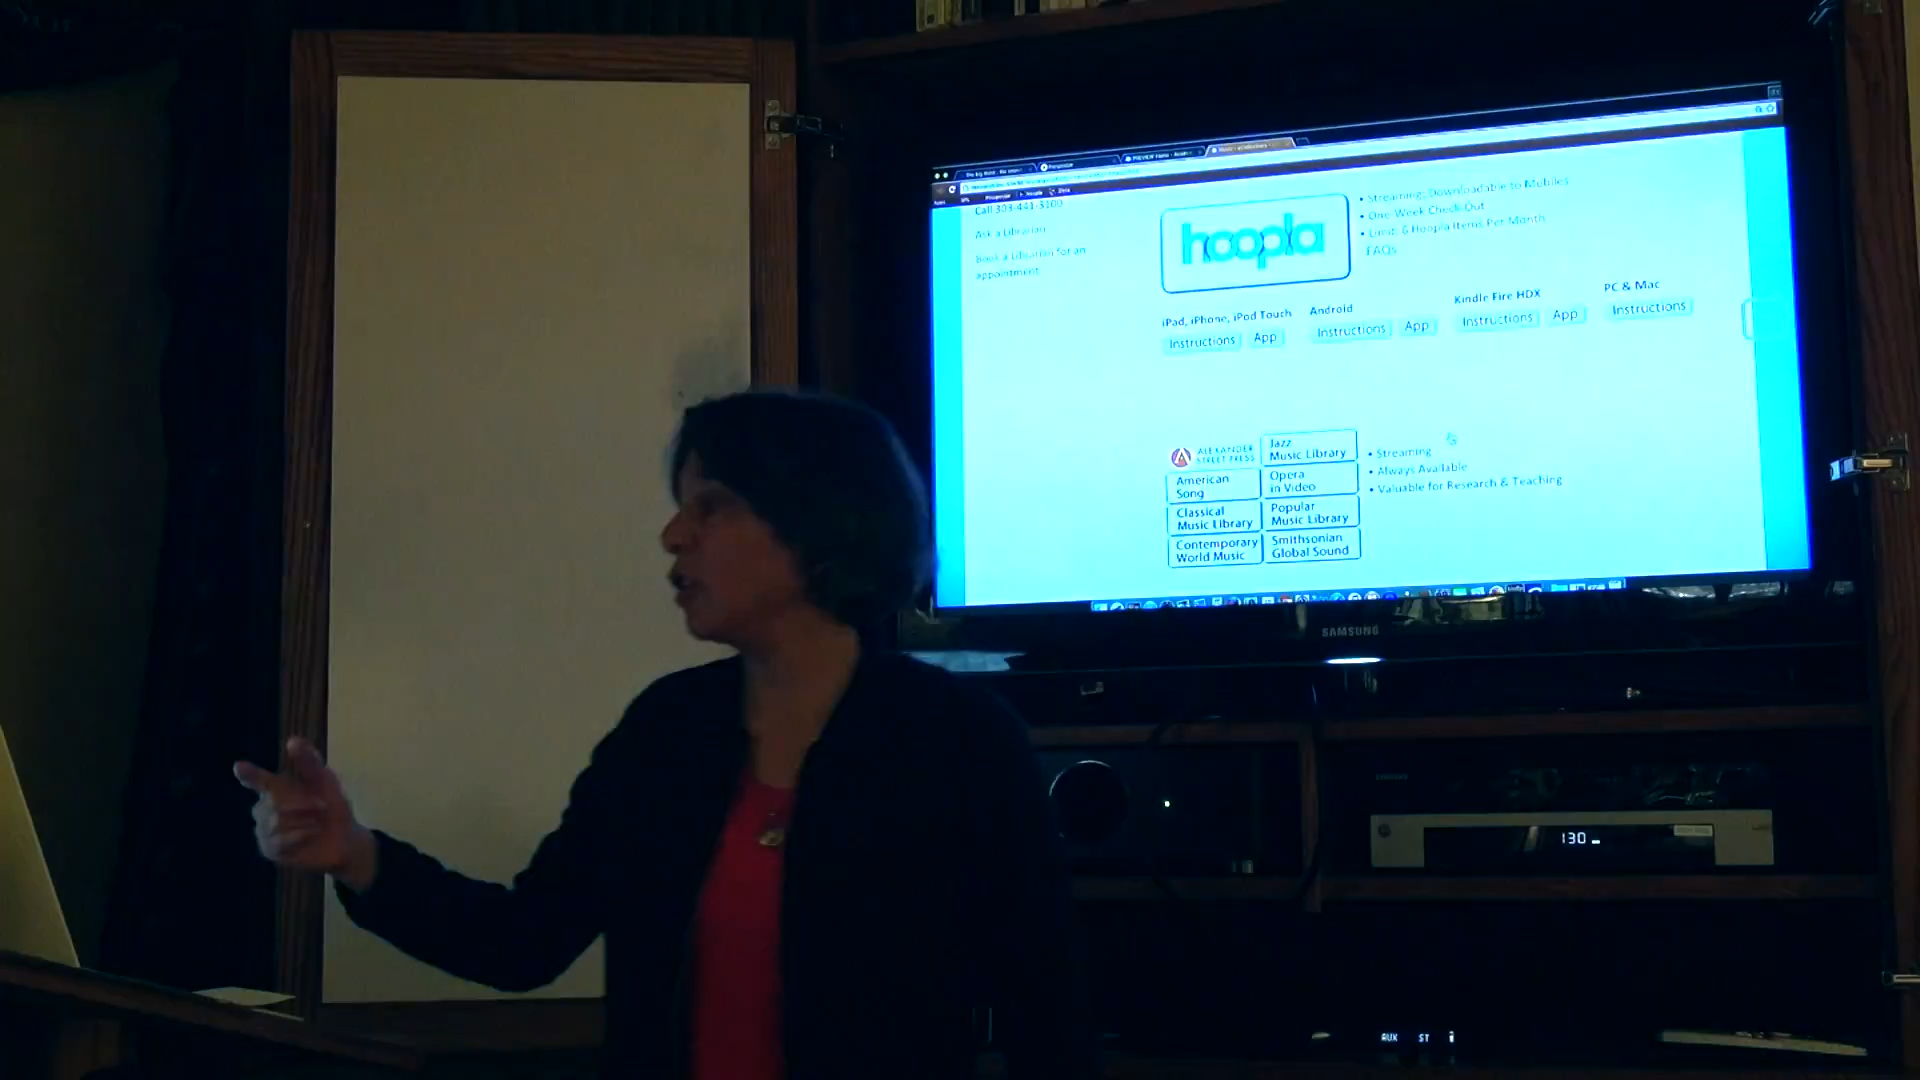 Call 303-441-3100
Ask a Librarian
Book a Librarian for an
appointment
hoopla
• Streaming; Downloadable to Mobiles
• One Week Check-Out
• Limit: 6 Hoopla Items Per Month
FAQs
iPad, iPhone, iPod Touch
Instructions App
Android
Instructions App
Kindle Fire HDX
Instructions App
PC & Mac
Instructions
ALEXANDER
STREET PRESS
Jazz
Music Library
American
Song
Opera
in Video
Classical
Music Library
Popular
Music Library
Contemporary
World Music
Smithsonian
Global Sound
• Streaming
• Always Available
• Valuable for Research & Teaching
SAMSUNG
130
AUX ST